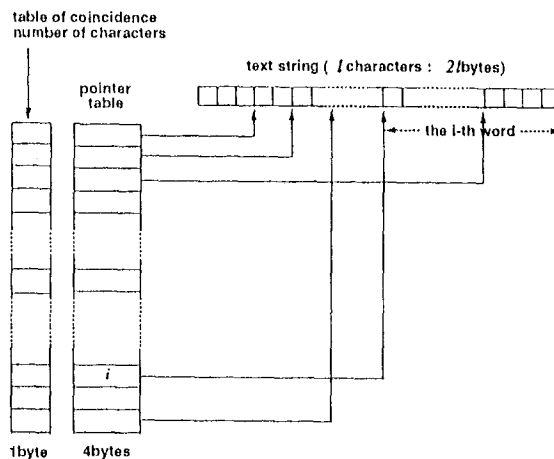 table of coincidence
number of characters
text string ( l characters : 2l bytes)
pointer
table
the i-th word
i
1byte
4bytes